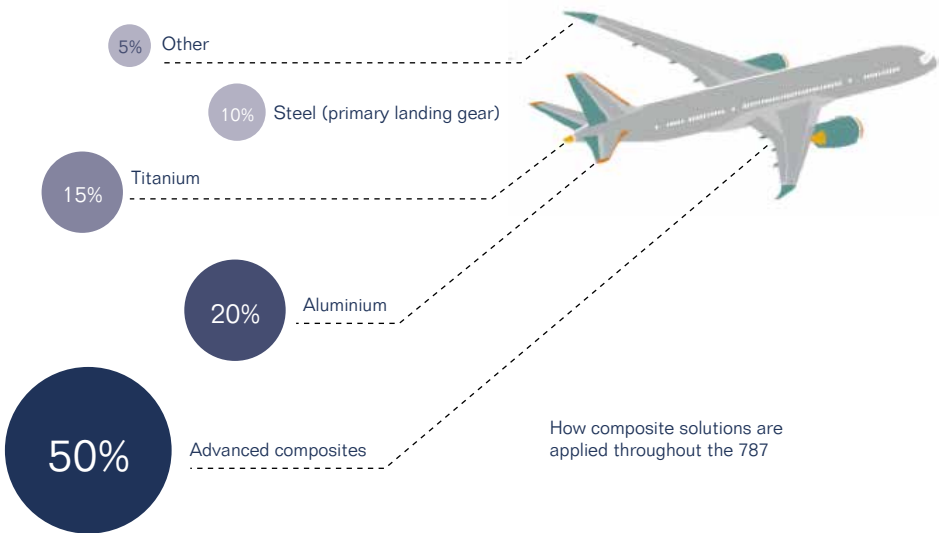 5% Other
10% Steel (primary landing gear)
15% Titanium
20% Aluminium
50% Advanced composites
How composite solutions are
applied throughout the 787